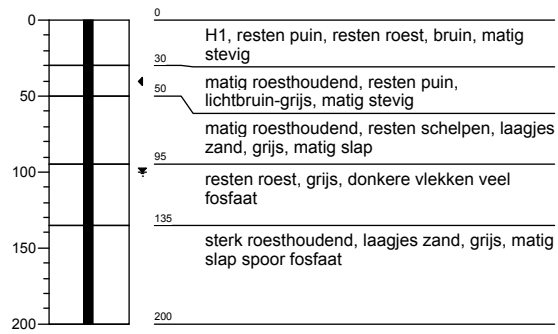 0
50
100
150
200
0
H1, resten puin, resten roest, bruin, matig
stevig
30
matig roesthoudend, resten puin,
lichtbruin-grijs, matig stevig
50
matig roesthoudend, resten schelpen, laagjes
zand, grijs, matig slap
95
resten roest, grijs, donkere vlekken veel
fosfaat
135
sterk roesthoudend, laagjes zand, grijs, matig
slap spoor fosfaat
200